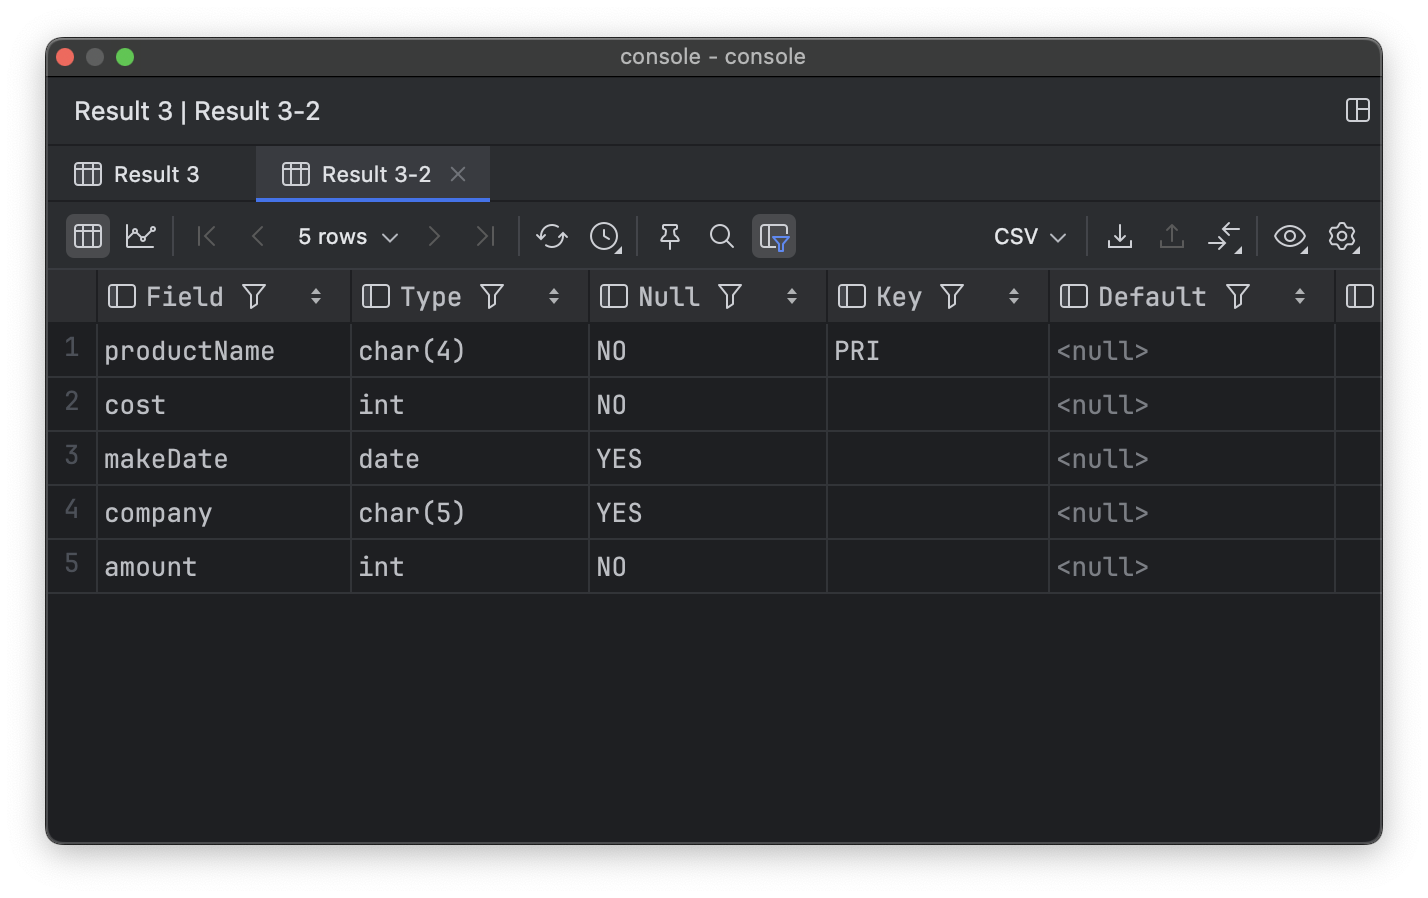 console - console
Result 3 | Result 3-2
Result 3 Result 3-2
5 rows CSV
Field Type Null Key Default
1 productName char(4) NO PRI <null>
2 cost int NO <null>
3 makeDate date YES <null>
4 company char(5) YES <null>
5 amount int NO <null>